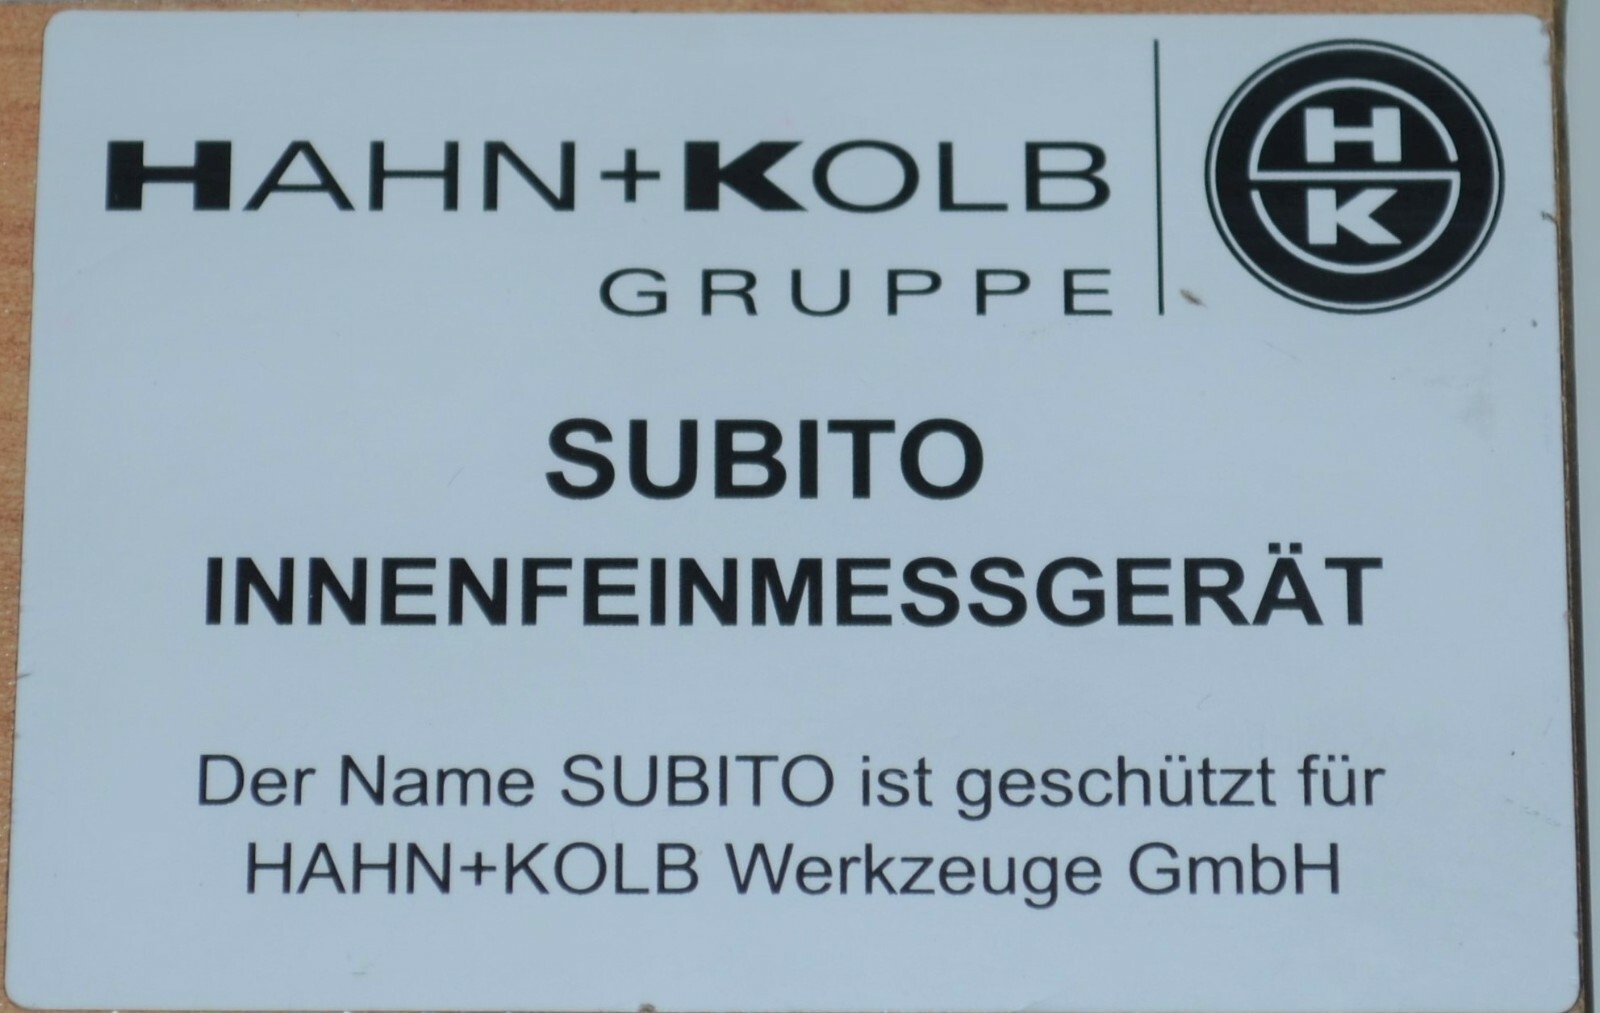 HAHN+KOLB
GRUPPE
H
K
SUBITO
INNENFEINMESSGERÄT
Der Name SUBITO ist geschützt für
HAHN+KOLB Werkzeuge GmbH